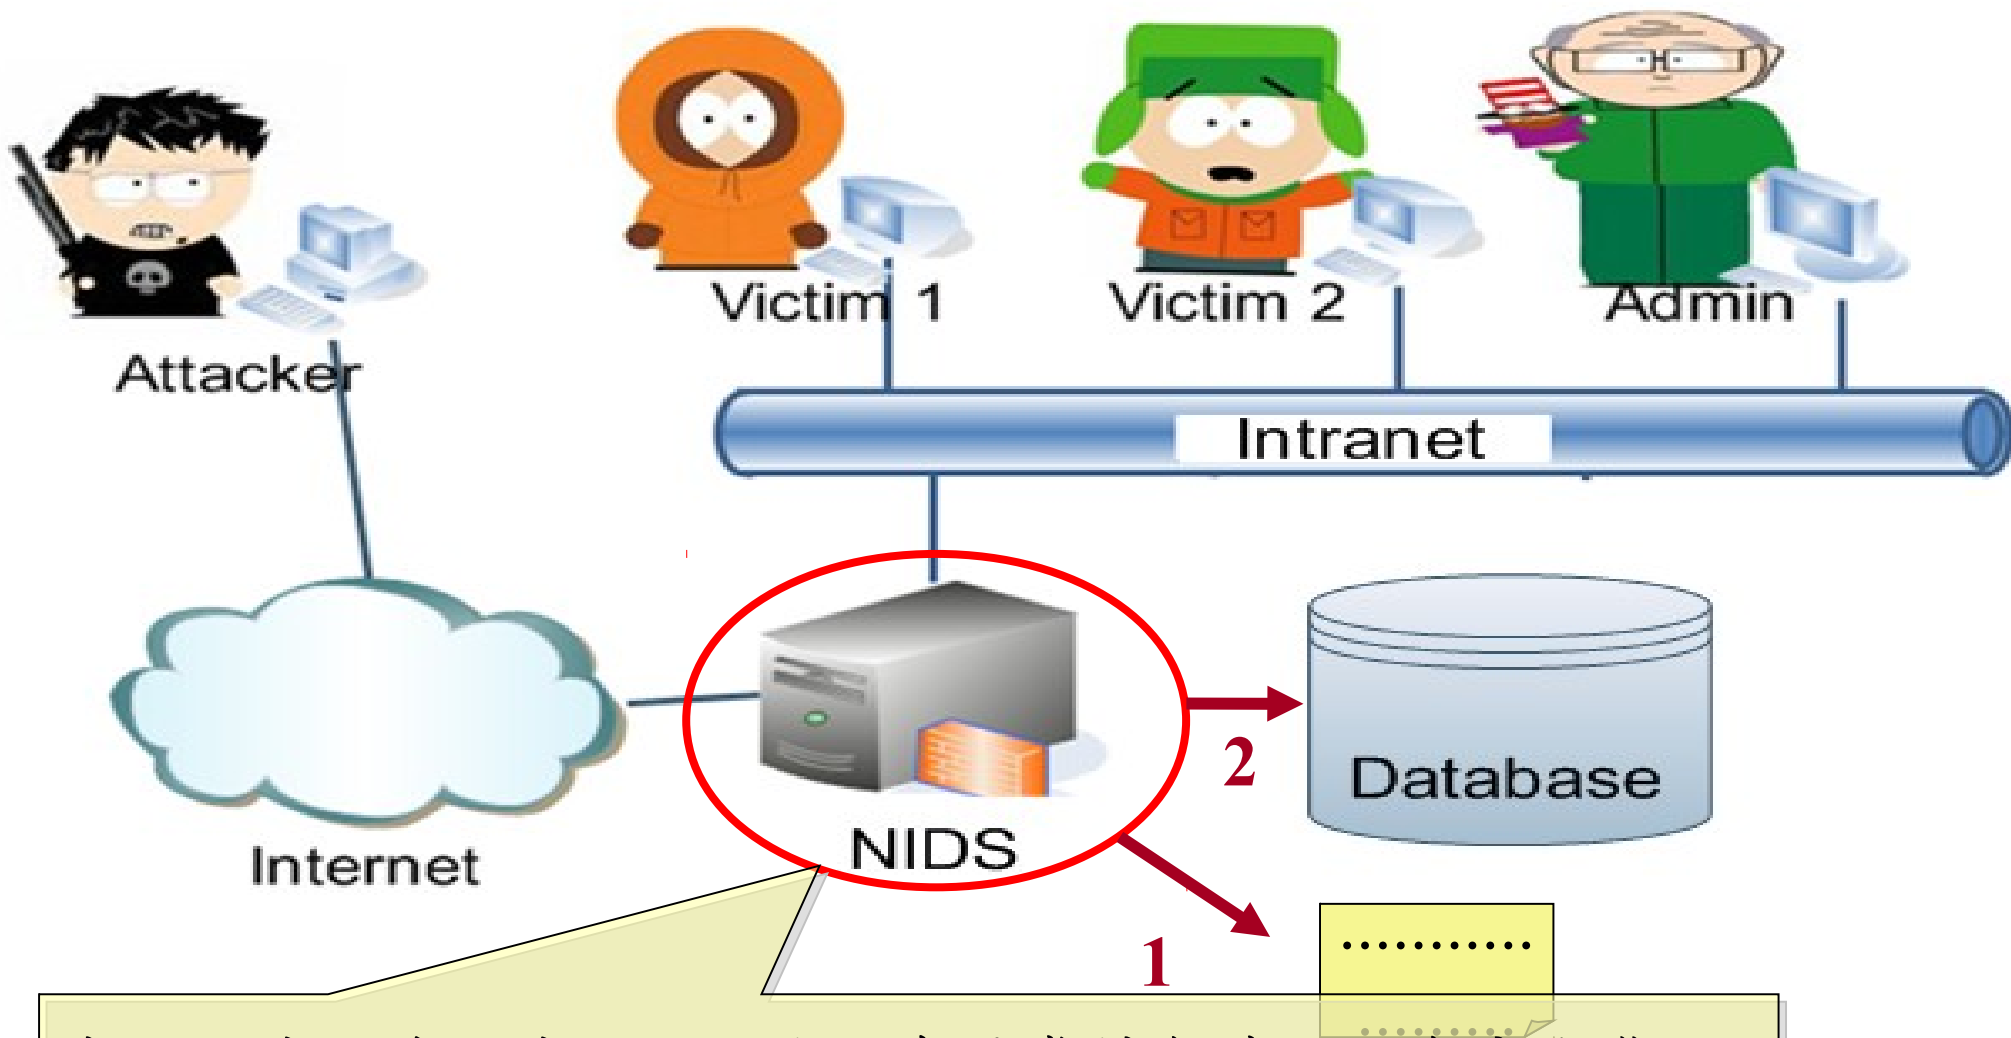 Victim 1
Victim 2
Admin
Attacker
Intranet
NIDS
2
Database
Internet
1
...........
.........